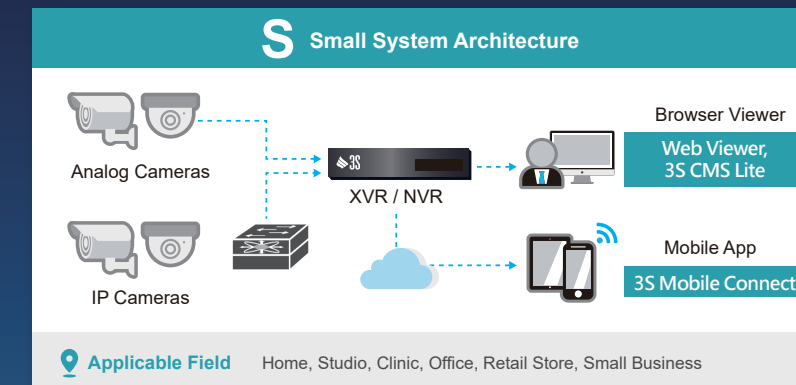 S Small System Architecture
Analog Cameras
3S
XVR / NVR
Browser Viewer
Web Viewer,
3S CMS Lite
IP Cameras
Mobile App
3S Mobile Connect
Applicable Field Home, Studio, Clinic, Office, Retail Store, Small Business